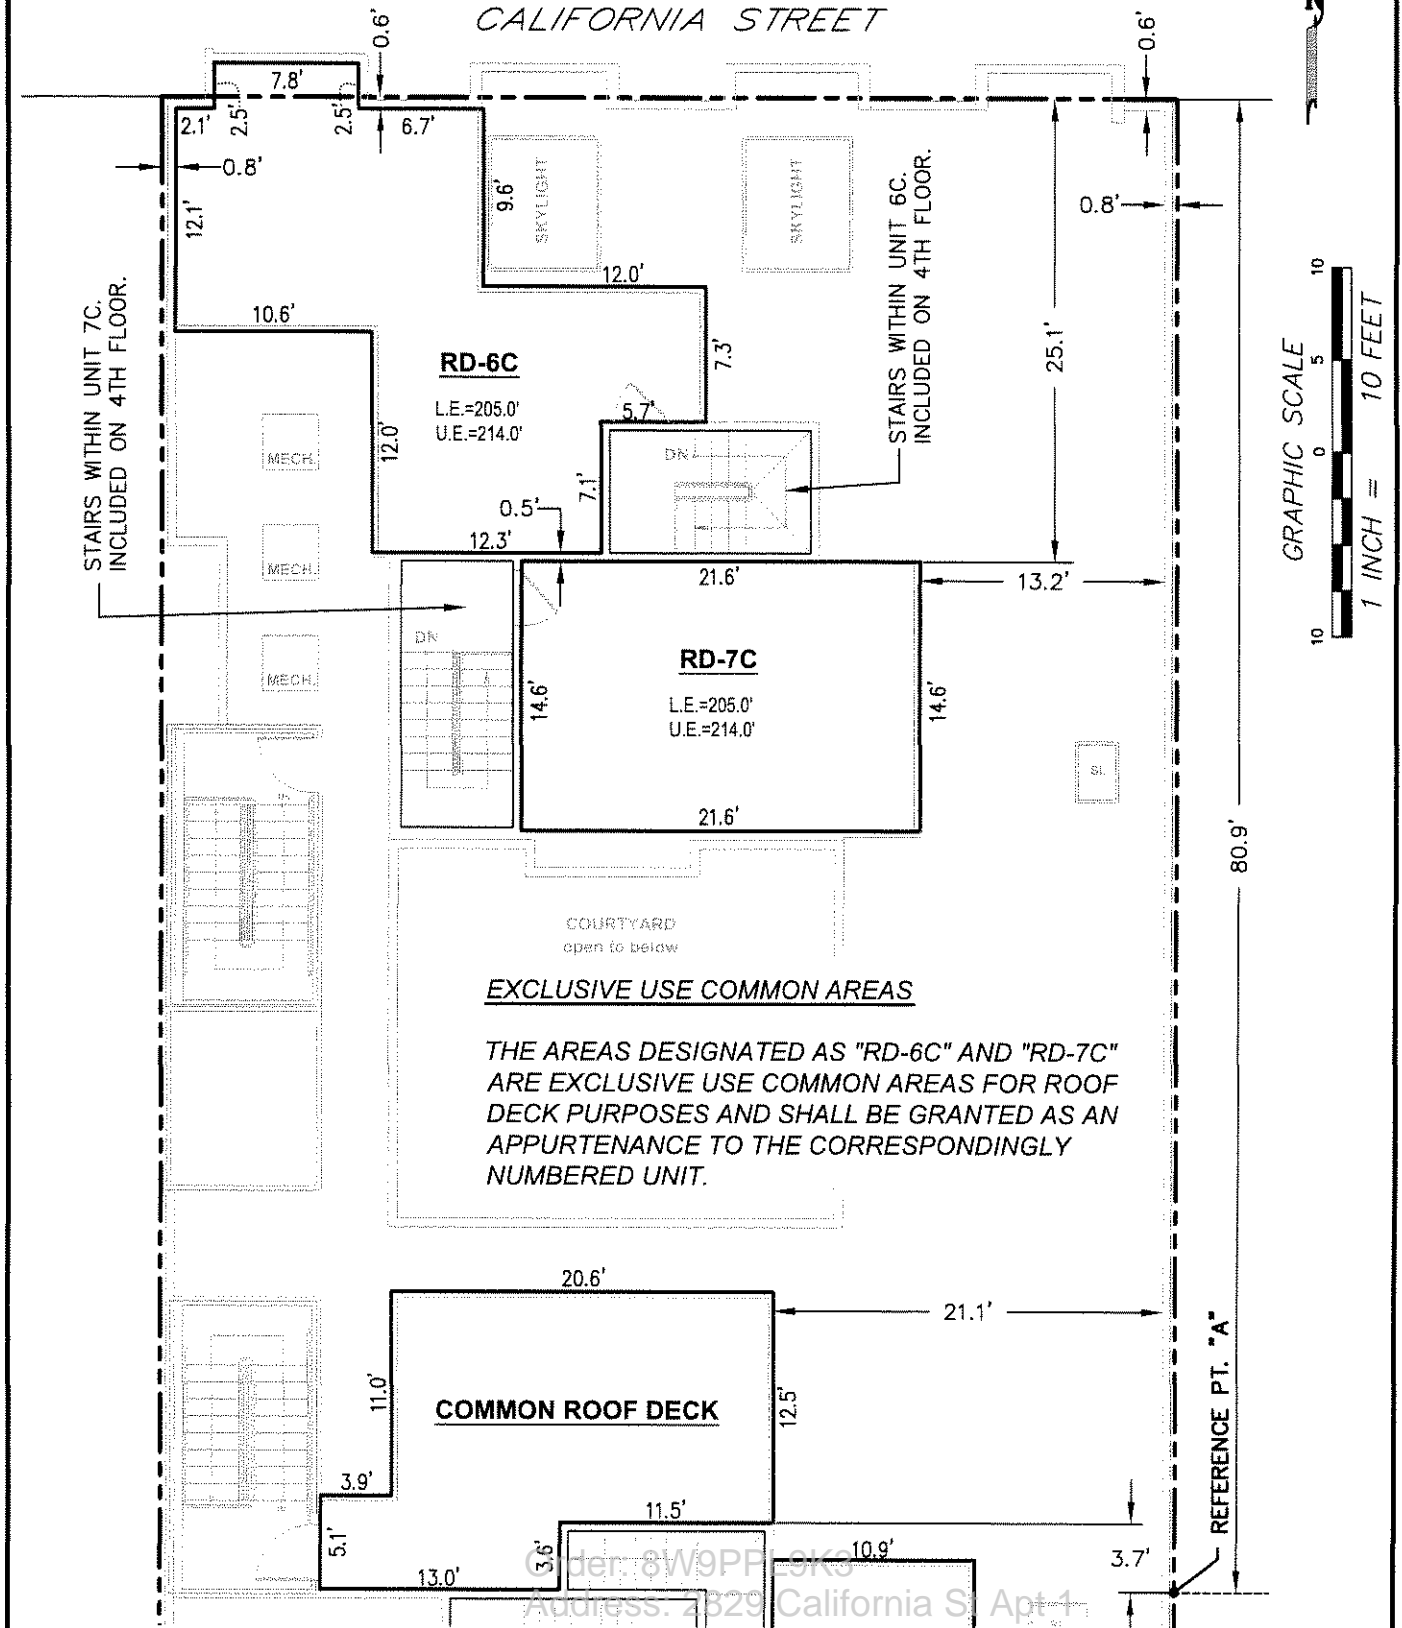 CALIFORNIA STREET
0.6'
0.6'
7.8'
2.1'
2.5'
2.5'
6.7'
0.8'
0.8'
12.1'
9.6'
SKYLIGHT
SKYLIGHT
STAIRS WITHIN UNIT 6C.
INCLUDED ON 4TH FLOOR.
25.1'
12.0'
10.6'
7.3'
STAIRS WITHIN UNIT 7C.
INCLUDED ON 4TH FLOOR.
RD-6C
L.E.=205.0'
U.E.=214.0'
5.7'
12.0'
MECH.
DN
7.1'
0.5'
12.3'
GRAPHIC SCALE
10
5
0
10
1 INCH = 10 FEET
MECH.
21.6'
13.2'
DN
RD-7C
L.E.=205.0'
U.E.=214.0'
14.6'
14.6'
MECH.
21.6'
80.9'
COURTYARD
open to below
EXCLUSIVE USE COMMON AREAS
THE AREAS DESIGNATED AS "RD-6C" AND "RD-7C"
ARE EXCLUSIVE USE COMMON AREAS FOR ROOF
DECK PURPOSES AND SHALL BE GRANTED AS AN
APPURTENANCE TO THE CORRESPONDINGLY
NUMBERED UNIT.
20.6'
21.1'
11.0'
COMMON ROOF DECK
12.5'
REFERENCE PT. "A"
3.9'
11.5'
5.1'
3.6'
10.9'
3.7'
13.0'
Order: 8W9PPL9K3
Address: 2829 California St Apt 1